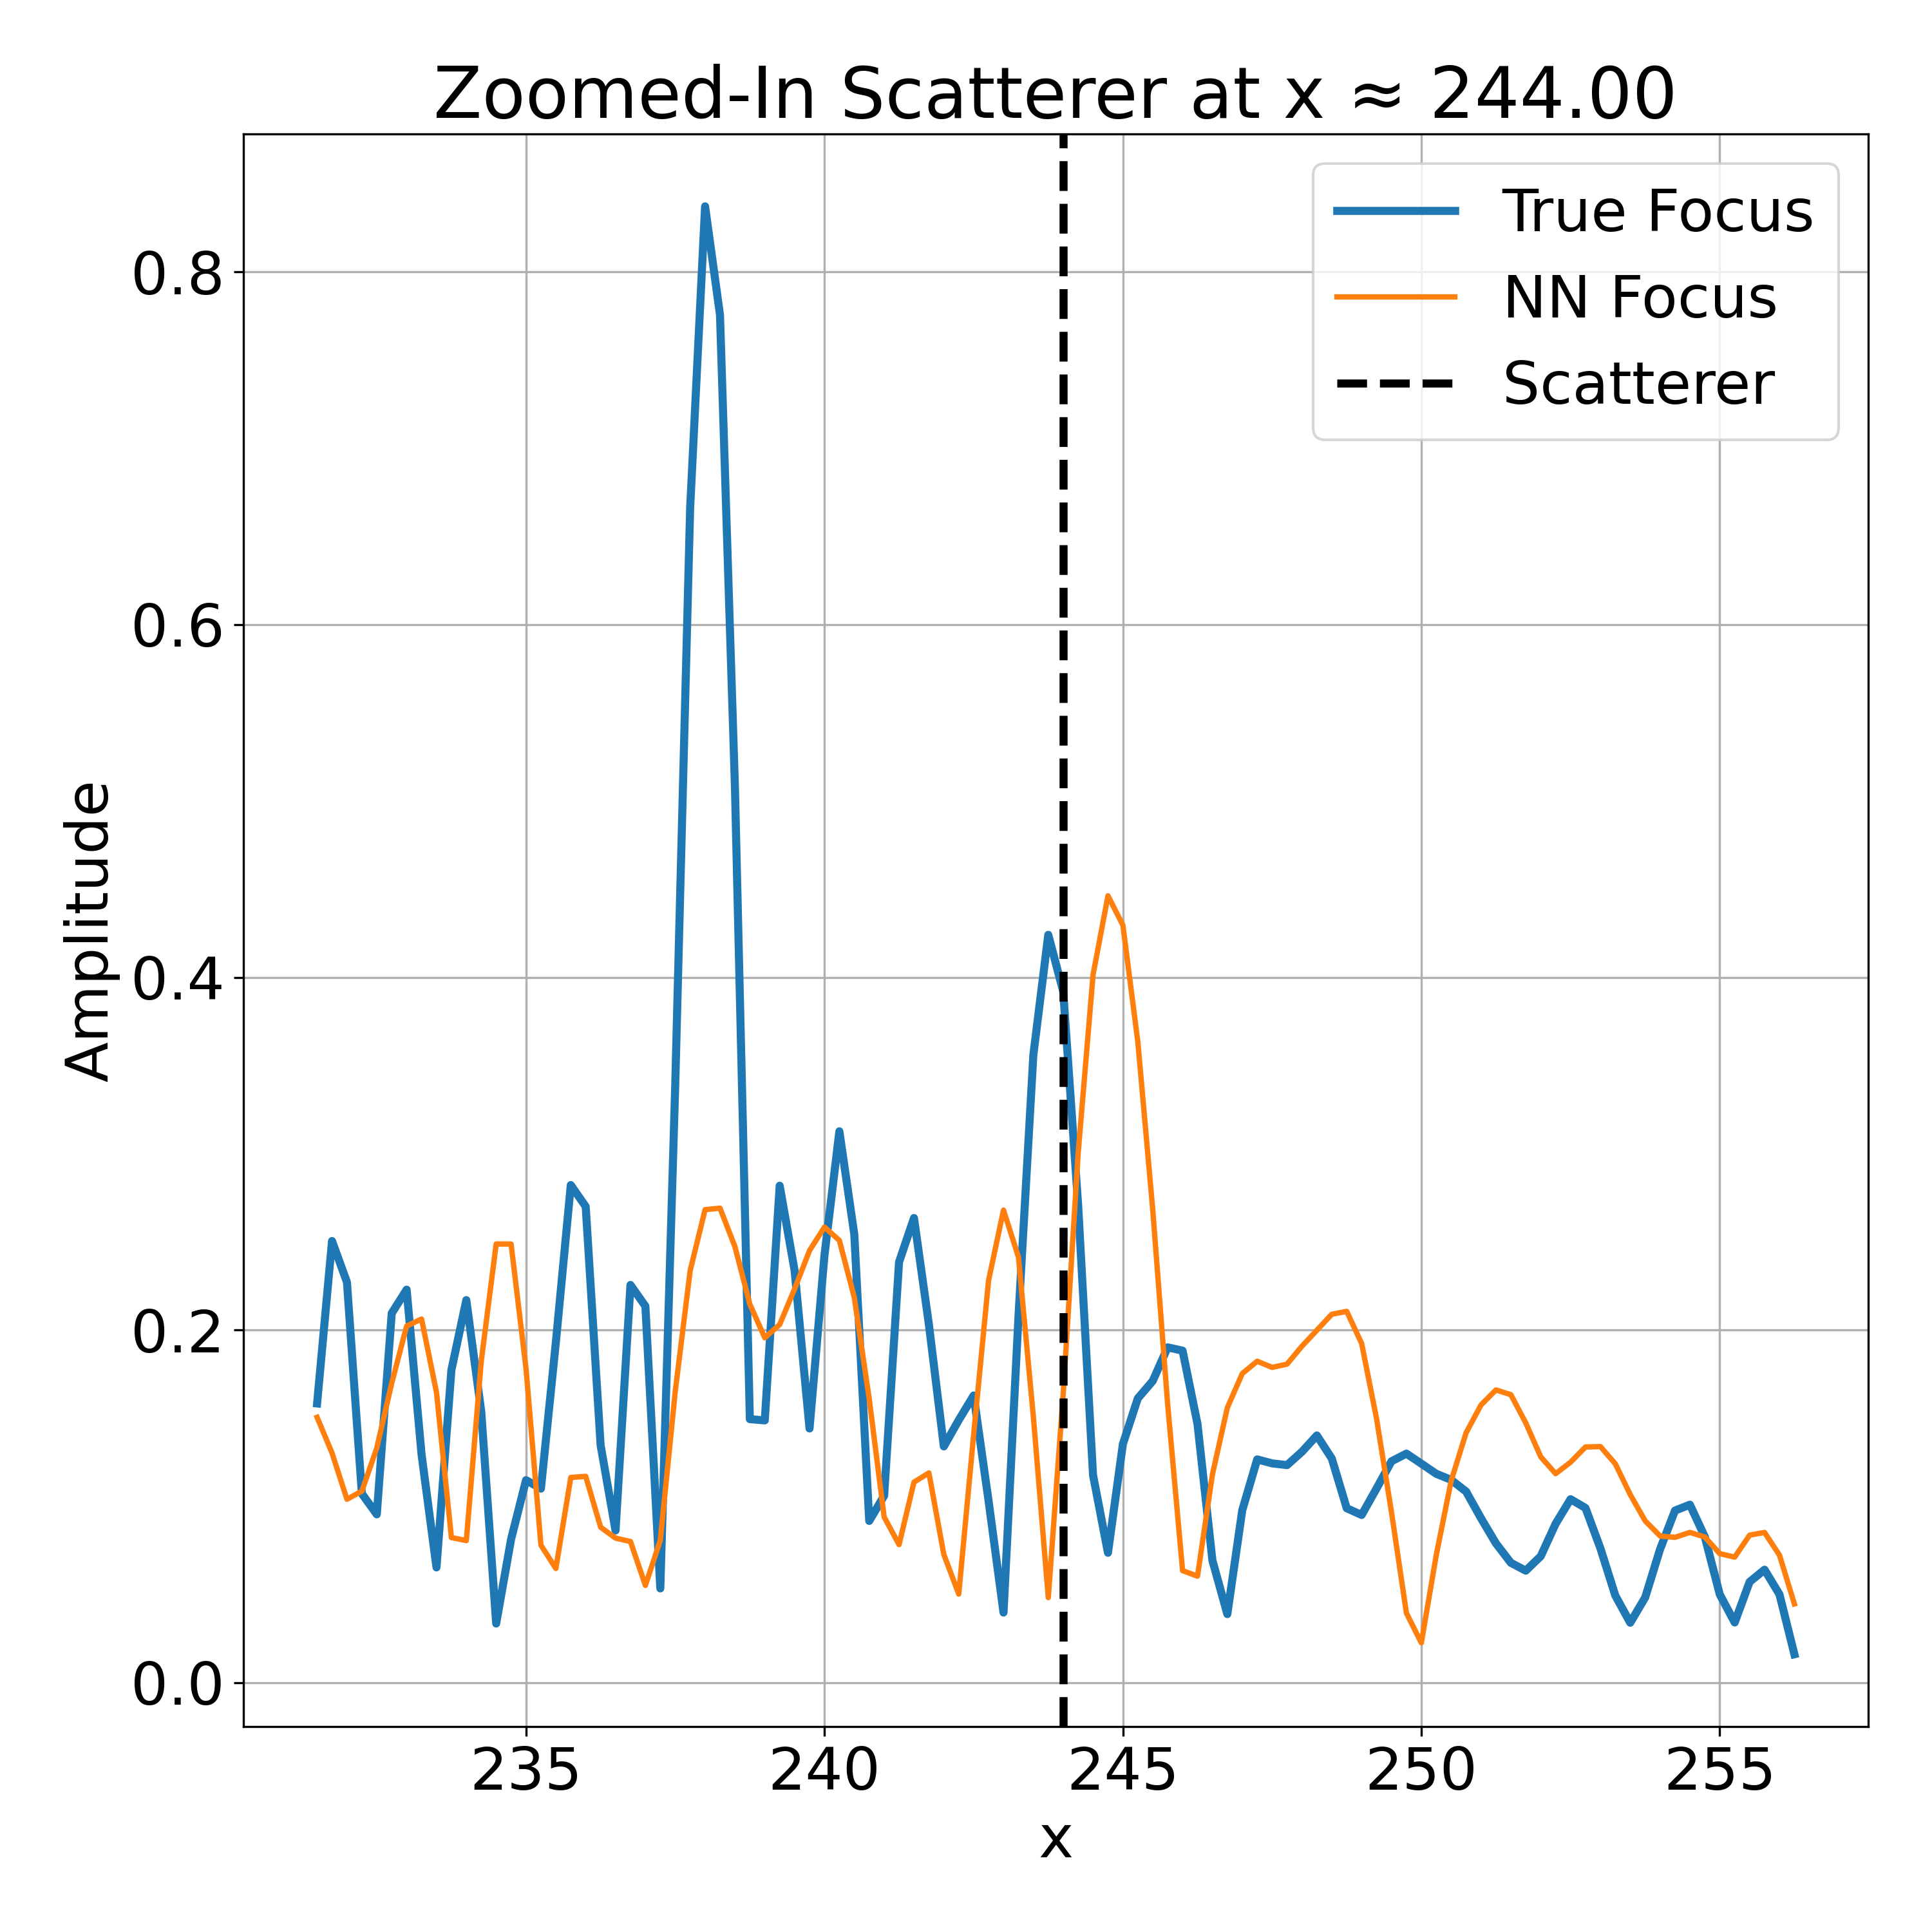 Zoomed-In Scatterer at x ≈ 244.00
True Focus
NN Focus
Scatterer
Amplitude
0.8
0.6
0.4
0.2
0.0
235 240 245 250 255
x